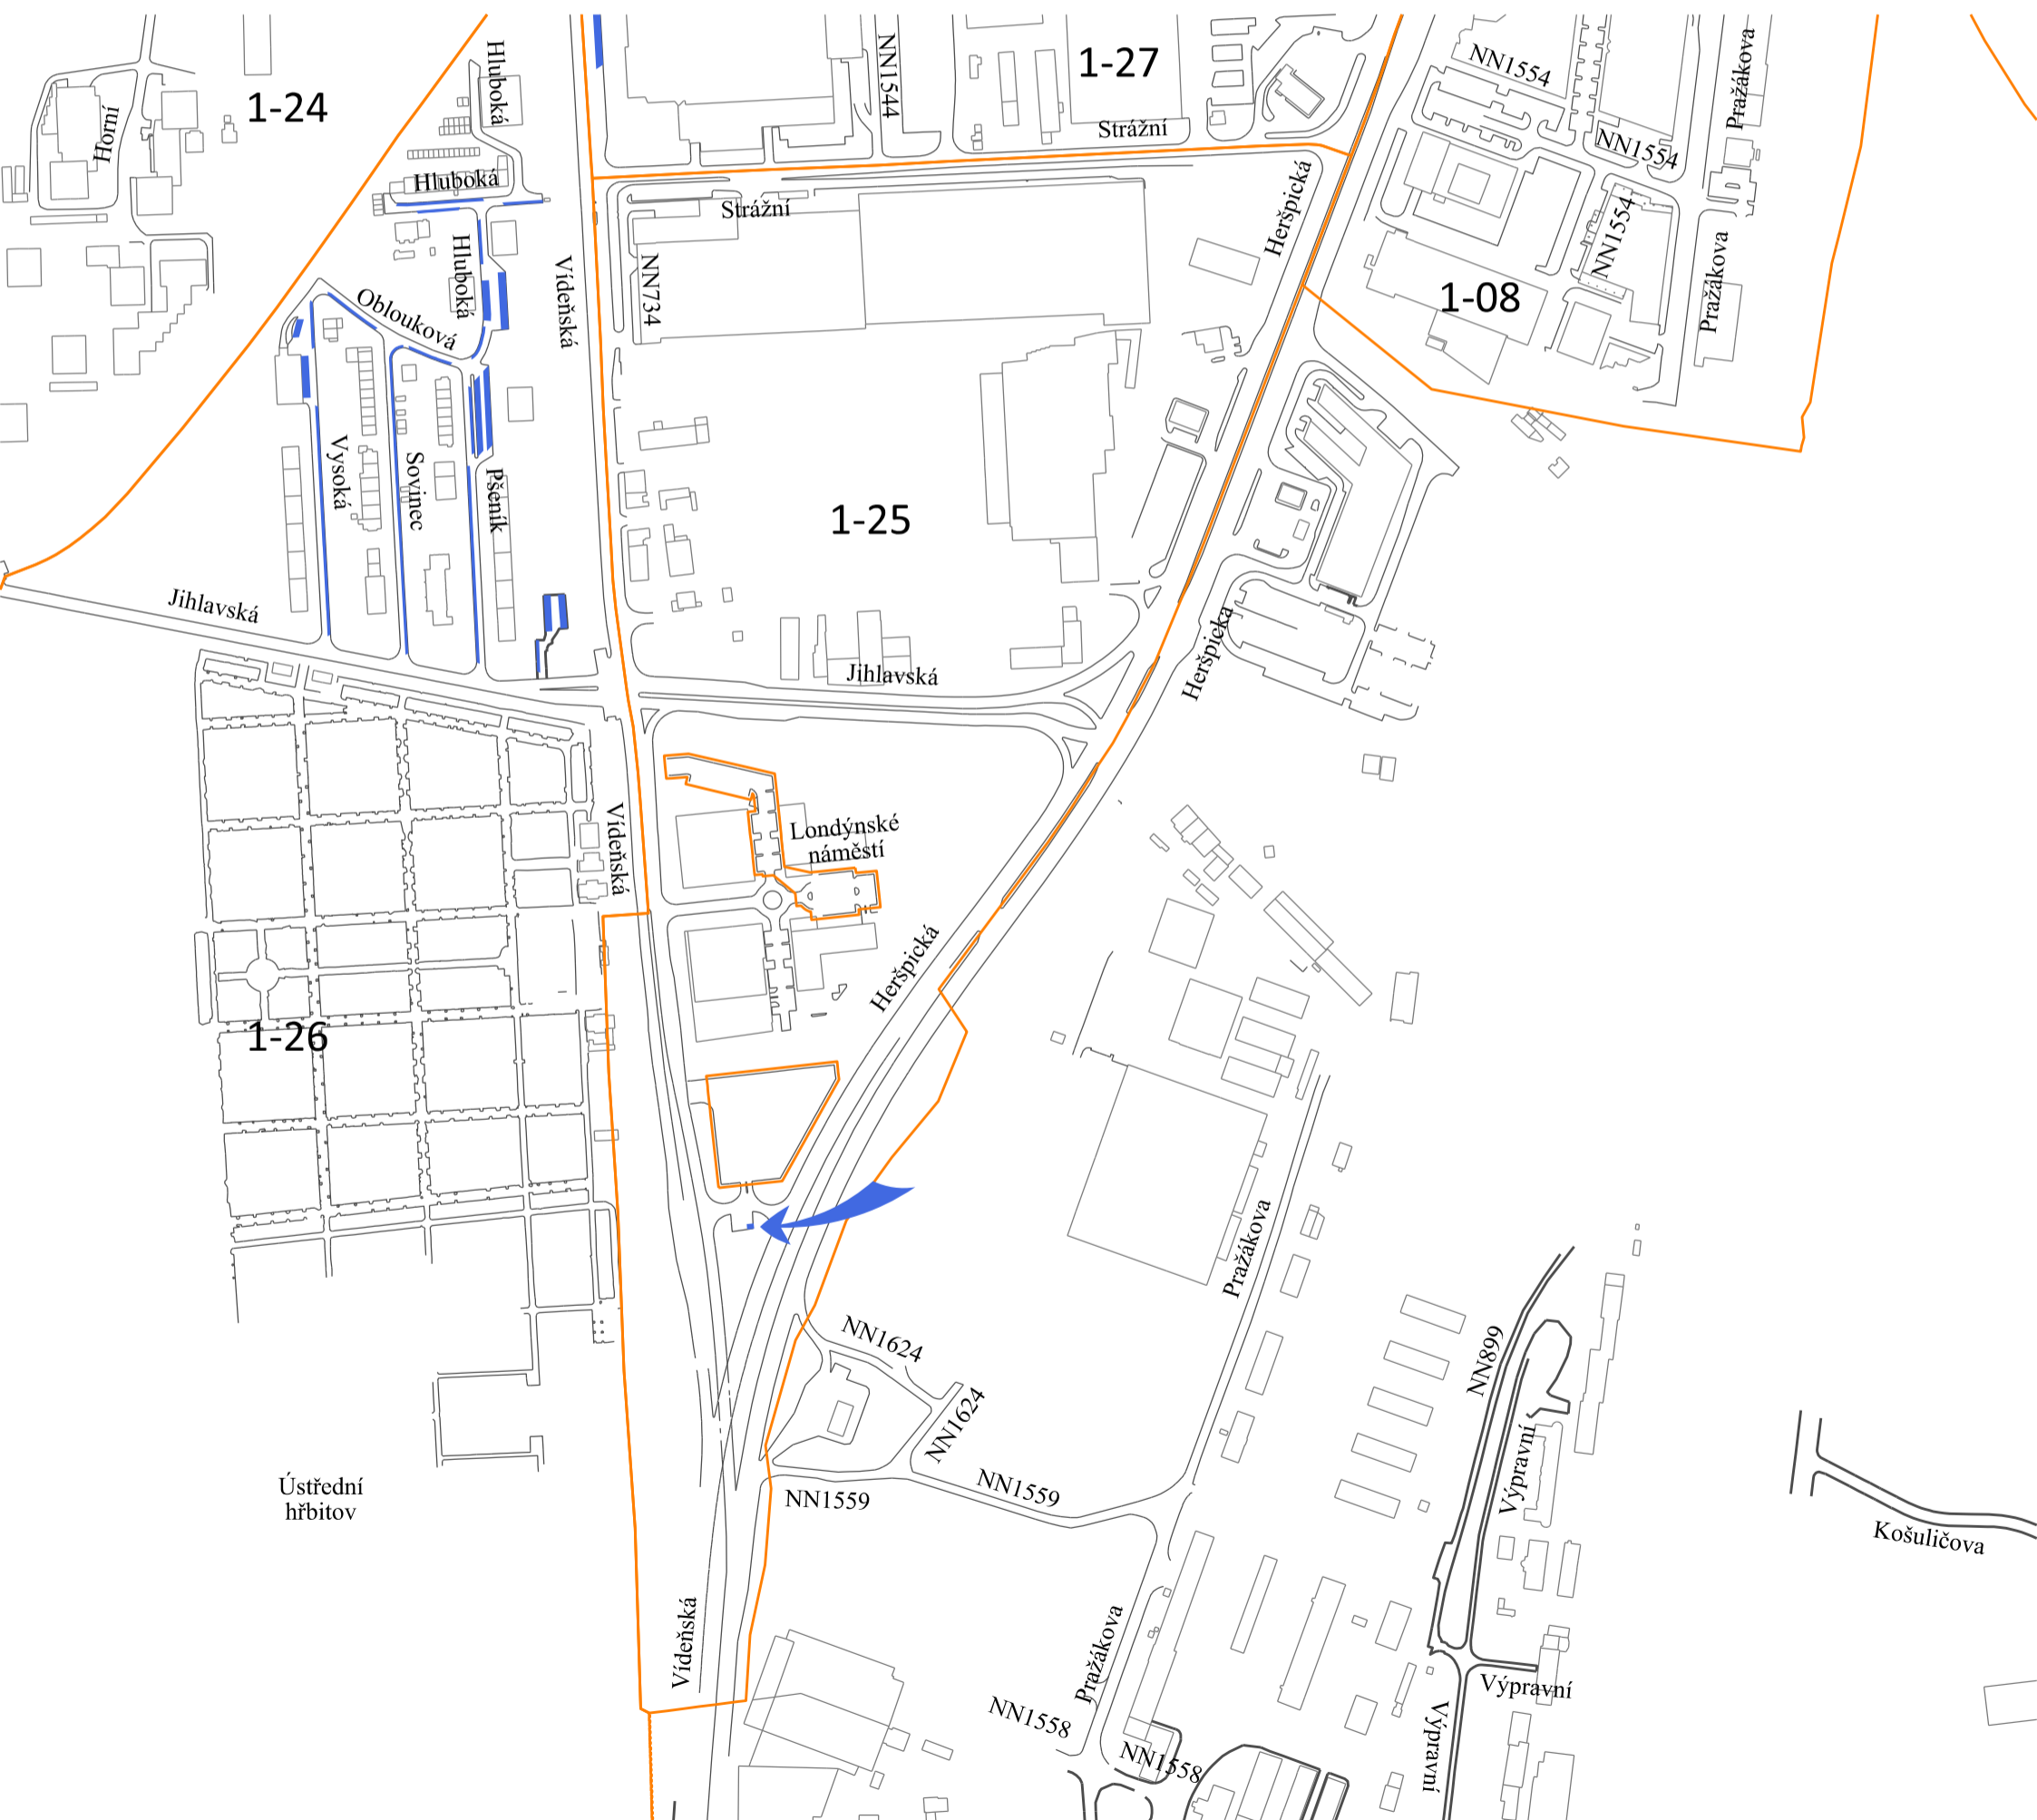 Hluboká
NN1544
1-27
NN1554
Pražákova
1-24
Horní
Strážní
NN1554
Hluboká
Strážní
Heršpická
Hluboká
NN1554
Oblouková
Vídeňská
NN734
1-08
Pražákova
Vysoká
Sovinec
Pšeník
1-25
Jihlavská
Jihlavská
Heršpická
Vídeňská
Londýnské
náměstí
Heršpická
1-26
Pražákova
NN1624
NN1624
NN899
Výpravní
Ústřední
hřbitov
NN1559
NN1559
Košuličova
Vídeňská
Pražákova
Výpravní
NN1558
NN1558
Výpravní